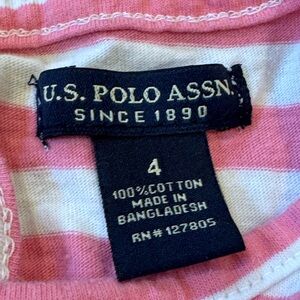 U.S. POLO ASSN.
SINCE 1890
4
100% COTTON
MADE IN
BANGLADESH
RN# 127805